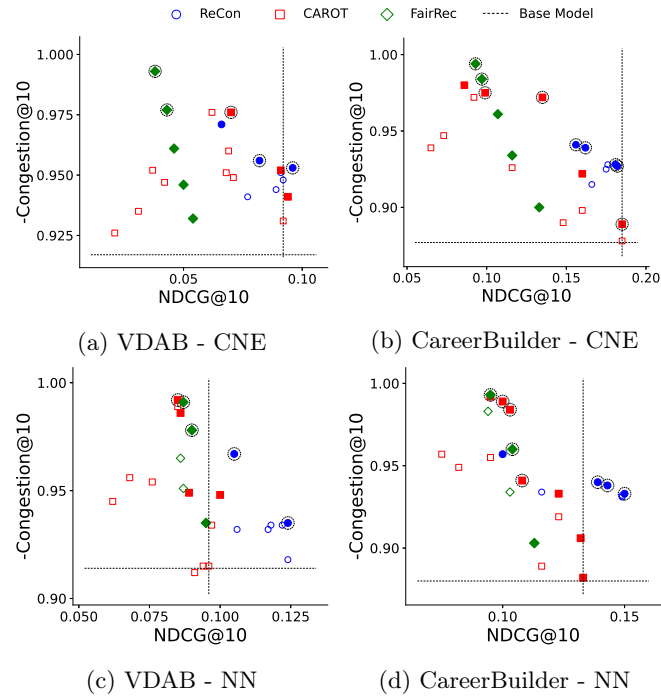 ReCon CAROT FairRec Base Model
1.000
0.975
0.950
0.925
-Congestion@10
0.05 0.10
NDCG@10
(a) VDAB - CNE
1.00
0.95
0.90
-Congestion@10
0.05 0.10 0.15 0.20
NDCG@10
(b) CareerBuilder - CNE
1.00
0.95
0.90
-Congestion@10
0.050 0.075 0.100 0.125
NDCG@10
(c) VDAB - NN
1.00
0.95
0.90
-Congestion@10
0.10 0.15
NDCG@10
(d) CareerBuilder - NN